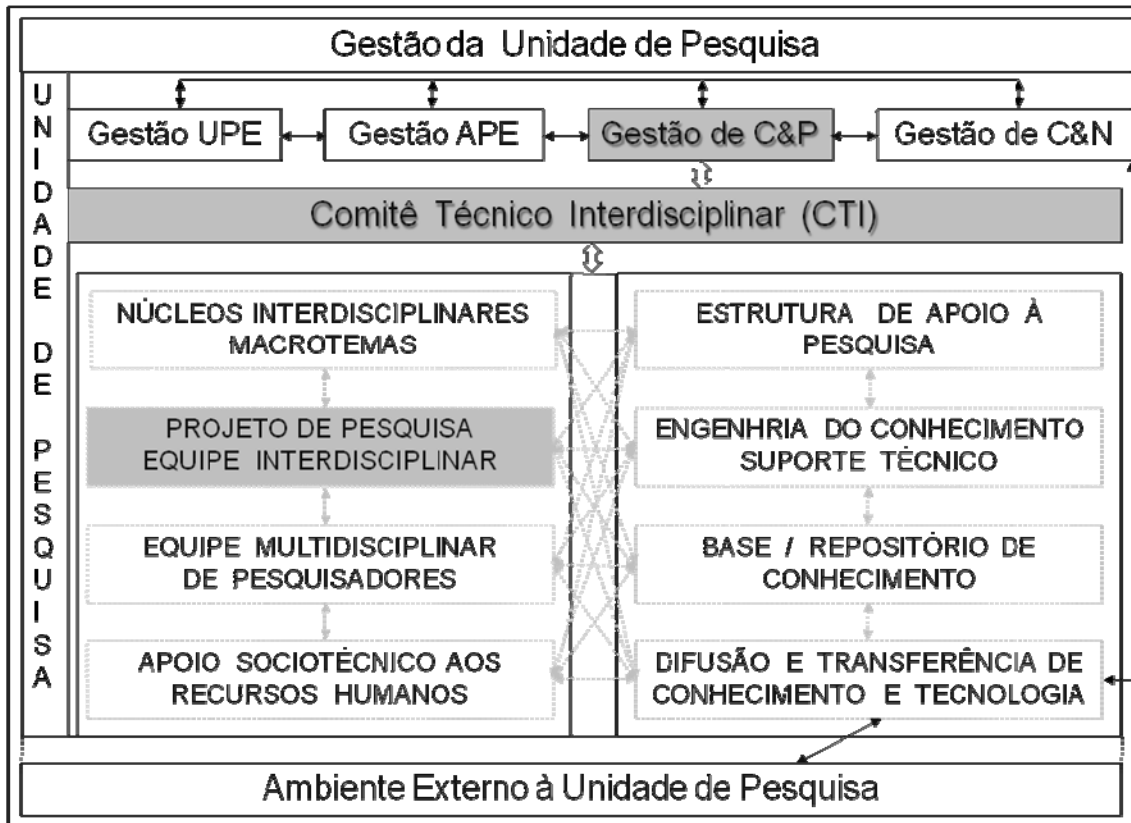 Gestão da Unidade de Pesquisa
UNIDADE DE PESQUISA
Gestão UPE
Gestão APE
Gestão de C&P
Gestão de C&N
Comitê Técnico Interdisciplinar (CTI)
NÚCLEOS INTERDISCIPLINARES
MACROTEMAS
PROJETO DE PESQUISA
EQUIPE INTERDISCIPLINAR
EQUIPE MULTIDISCIPLINAR
DE PESQUISADORES
APOIO SOCIOTÉCNICO AOS
RECURSOS HUMANOS
ESTRUTURA DE APOIO À
PESQUISA
ENGENHRIA DO CONHECIMENTO
SUPORTE TÉCNICO
BASE / REPOSITÓRIO DE
CONHECIMENTO
DIFUSÃO E TRANSFERÊNCIA DE
CONHECIMENTO E TECNOLOGIA
Ambiente Externo à Unidade de Pesquisa